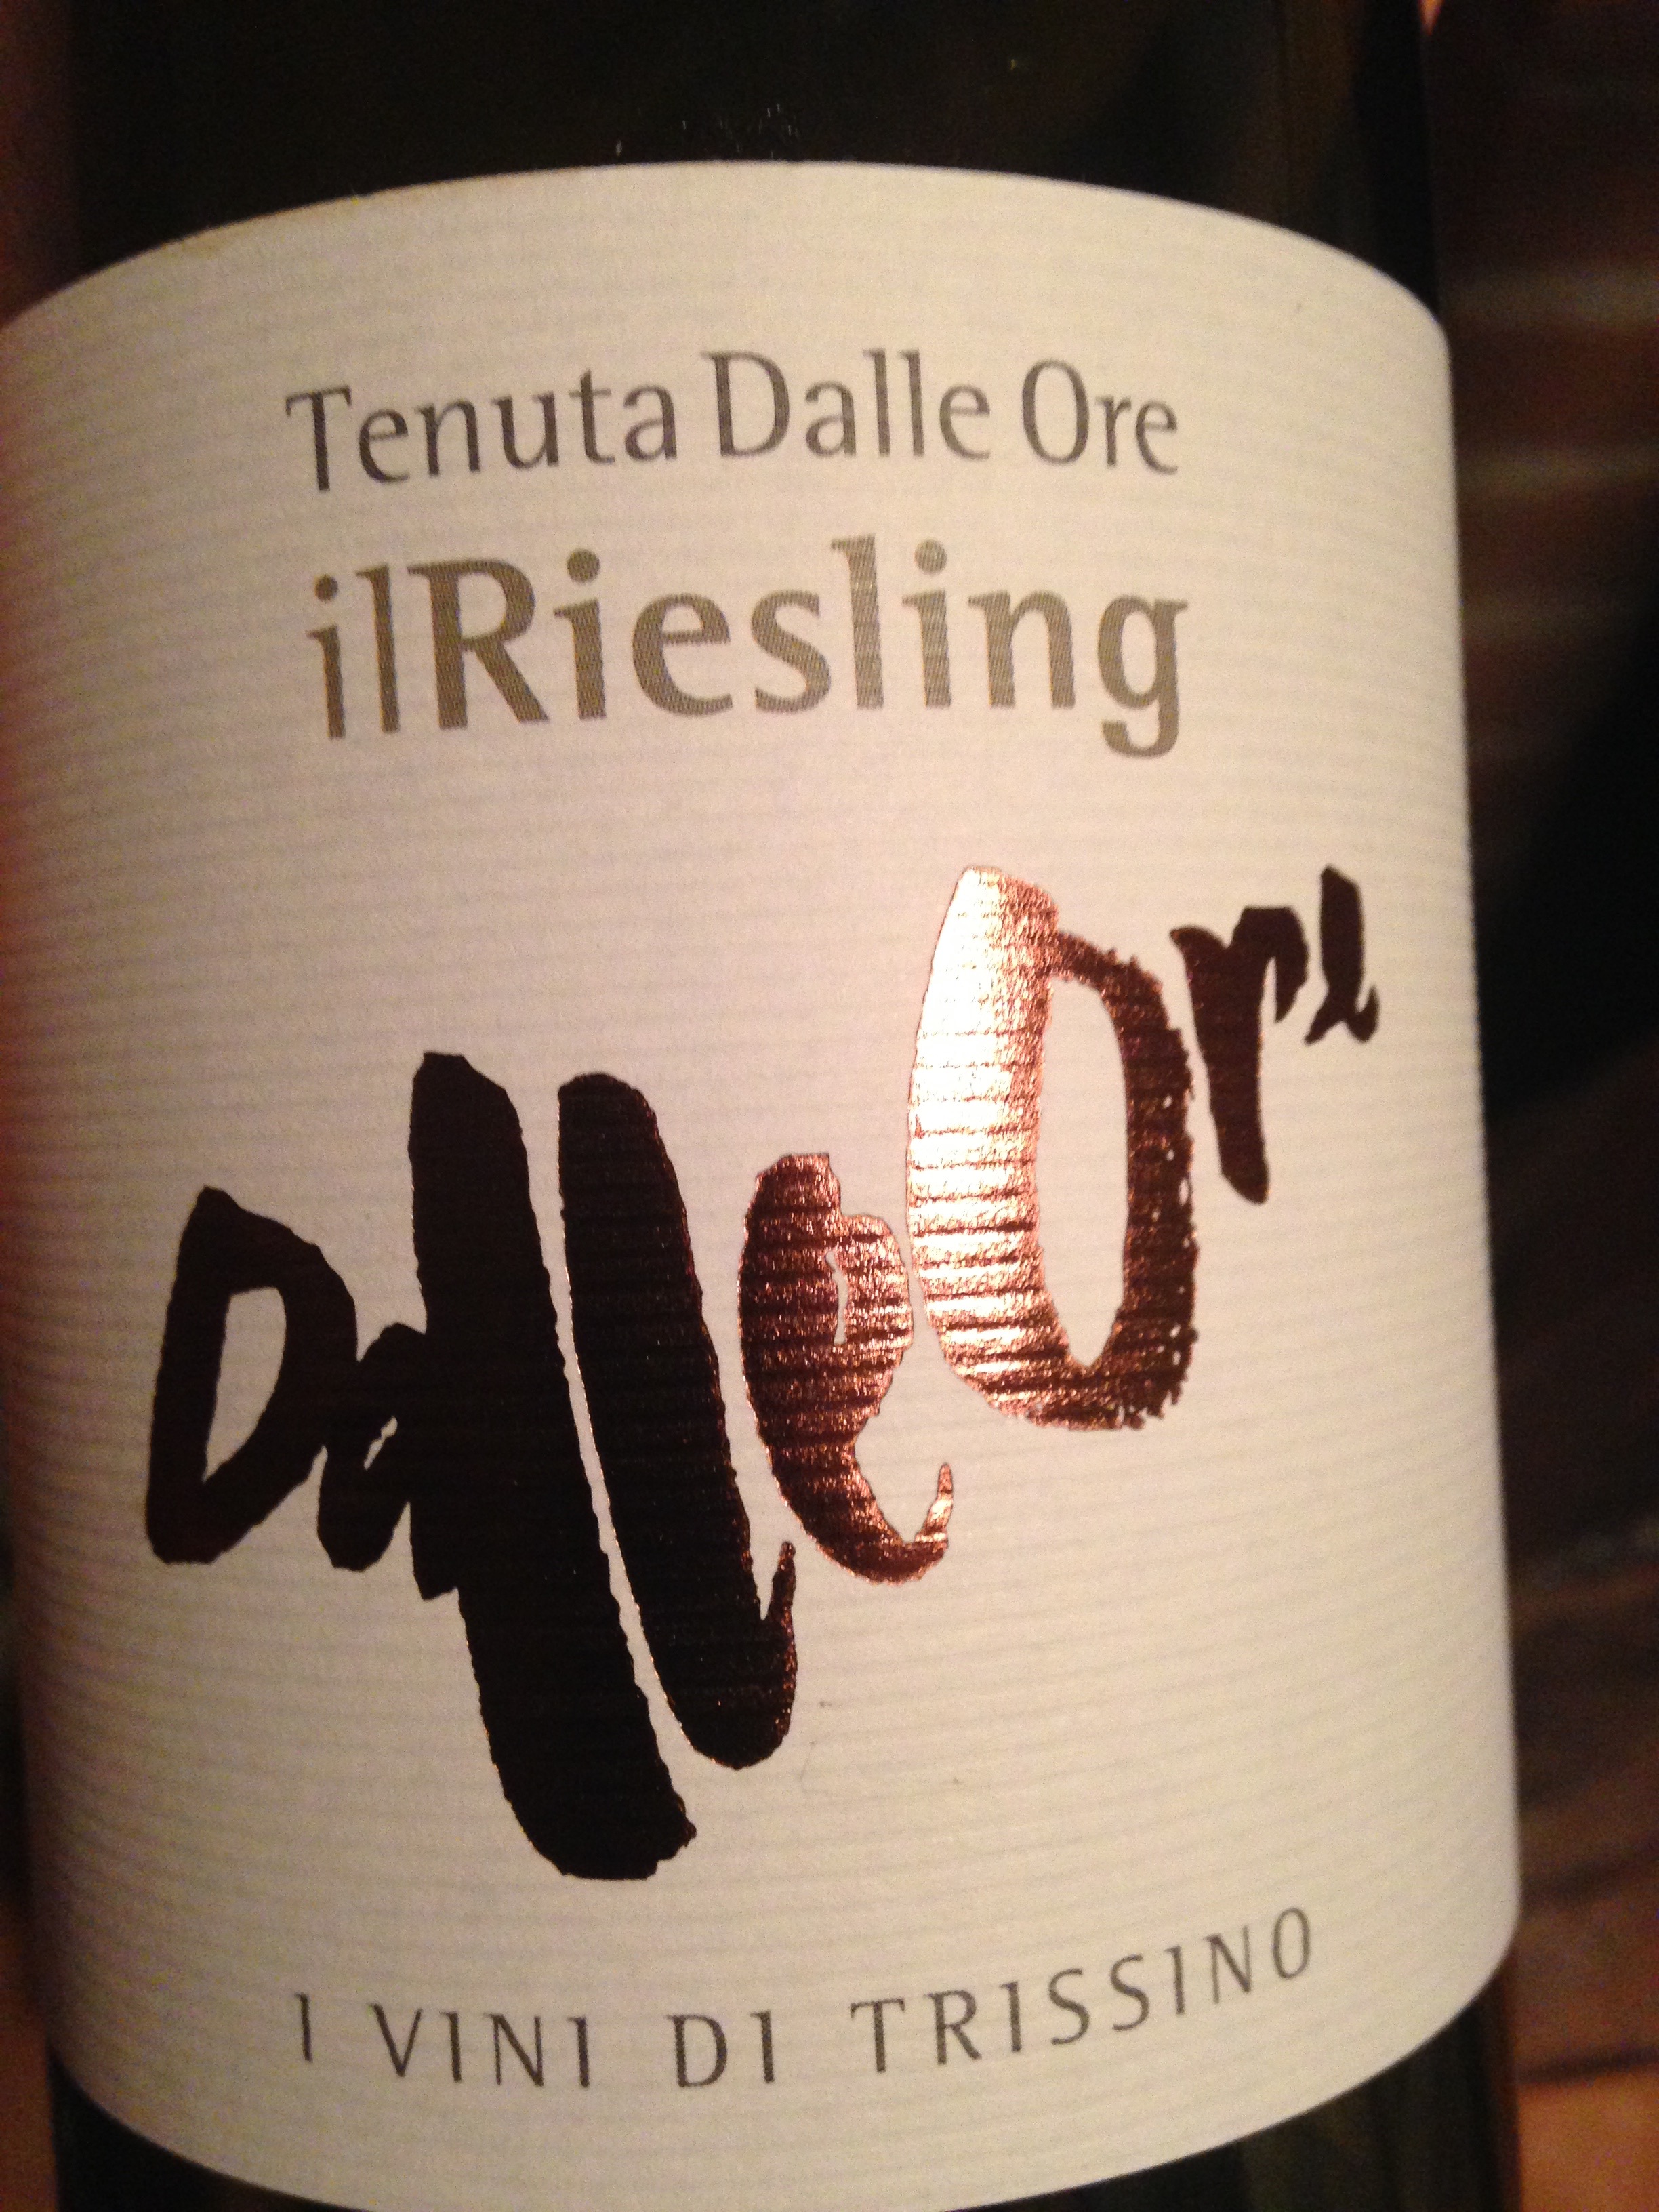 Tenuta Dalle Ore
ilRiesling
DalleOre
I VINI DI TRISSINO